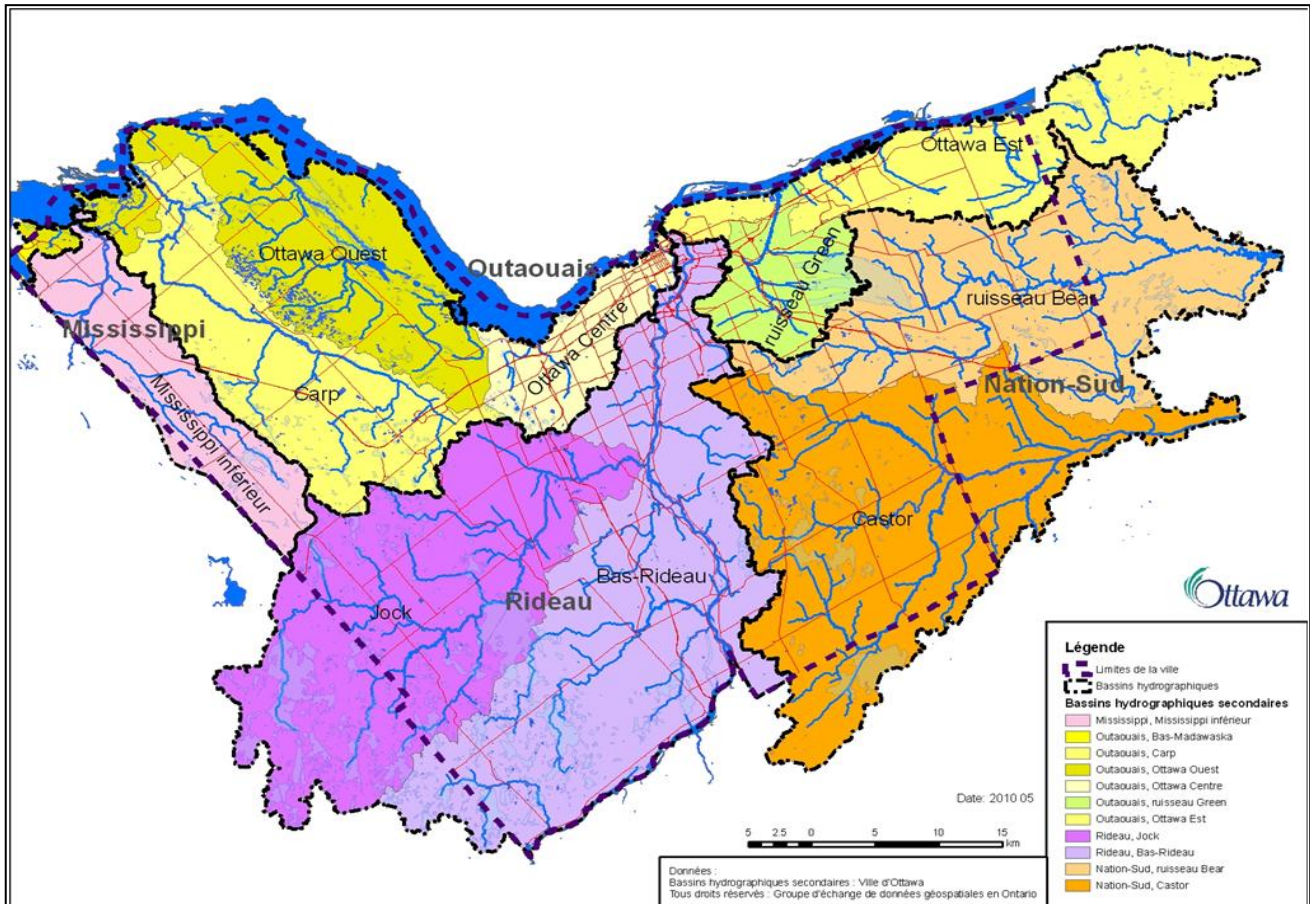 Ottawa Est
Ottawa Ouest
Outaouais
ruisseau Green
ruisseau Bear
Mississippi
Ottawa Centre
Carp
Nation-Sud
Mississippi inférieur
Castor
Bas-Rideau
Rideau
Jock
Ottawa
Légende
Limites de la ville
Bassins hydrographiques
Bassins hydrographiques secondaires
Mississippi, Mississippi inférieur
Outaouais, Bas-Madawaska
Outaouais, Carp
Outaouais, Ottawa Ouest
Outaouais, Ottawa Centre
Outaouais, ruisseau Green
Outaouais, Ottawa Est
Rideau, Jock
Rideau, Bas-Rideau
Nation-Sud, ruisseau Bear
Nation-Sud, Castor
Date: 2010 05
5 2.5 0 5 10 15
km
Données :
Bassins hydrographiques secondaires : Ville d'Ottawa
Tous droits réservés : Groupe d'échange de données géospatiales en Ontario